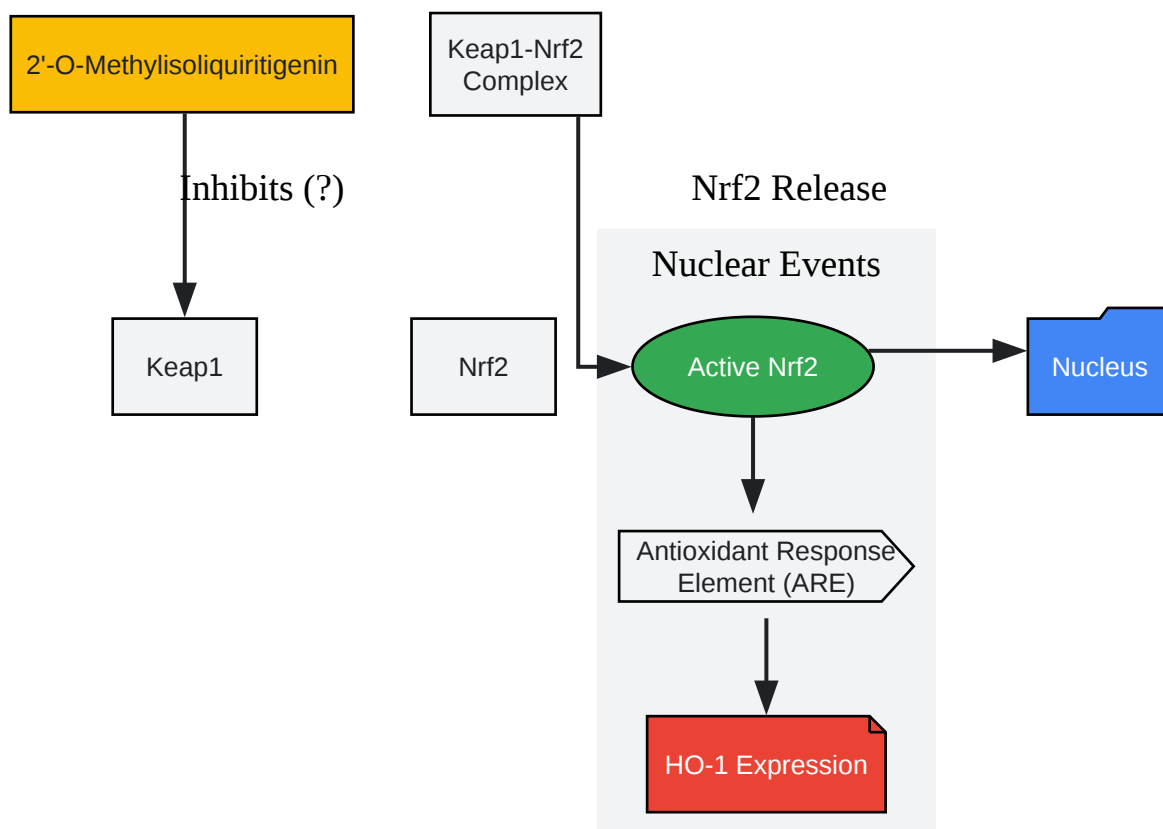 2'-O-Methylisoliquiritigenin
Keap1-Nrf2
Complex
Inhibits (?)
Nrf2 Release
Nuclear Events
Keap1
Nrf2
Active Nrf2
Nucleus
Antioxidant Response
Element (ARE)
HO-1 Expression